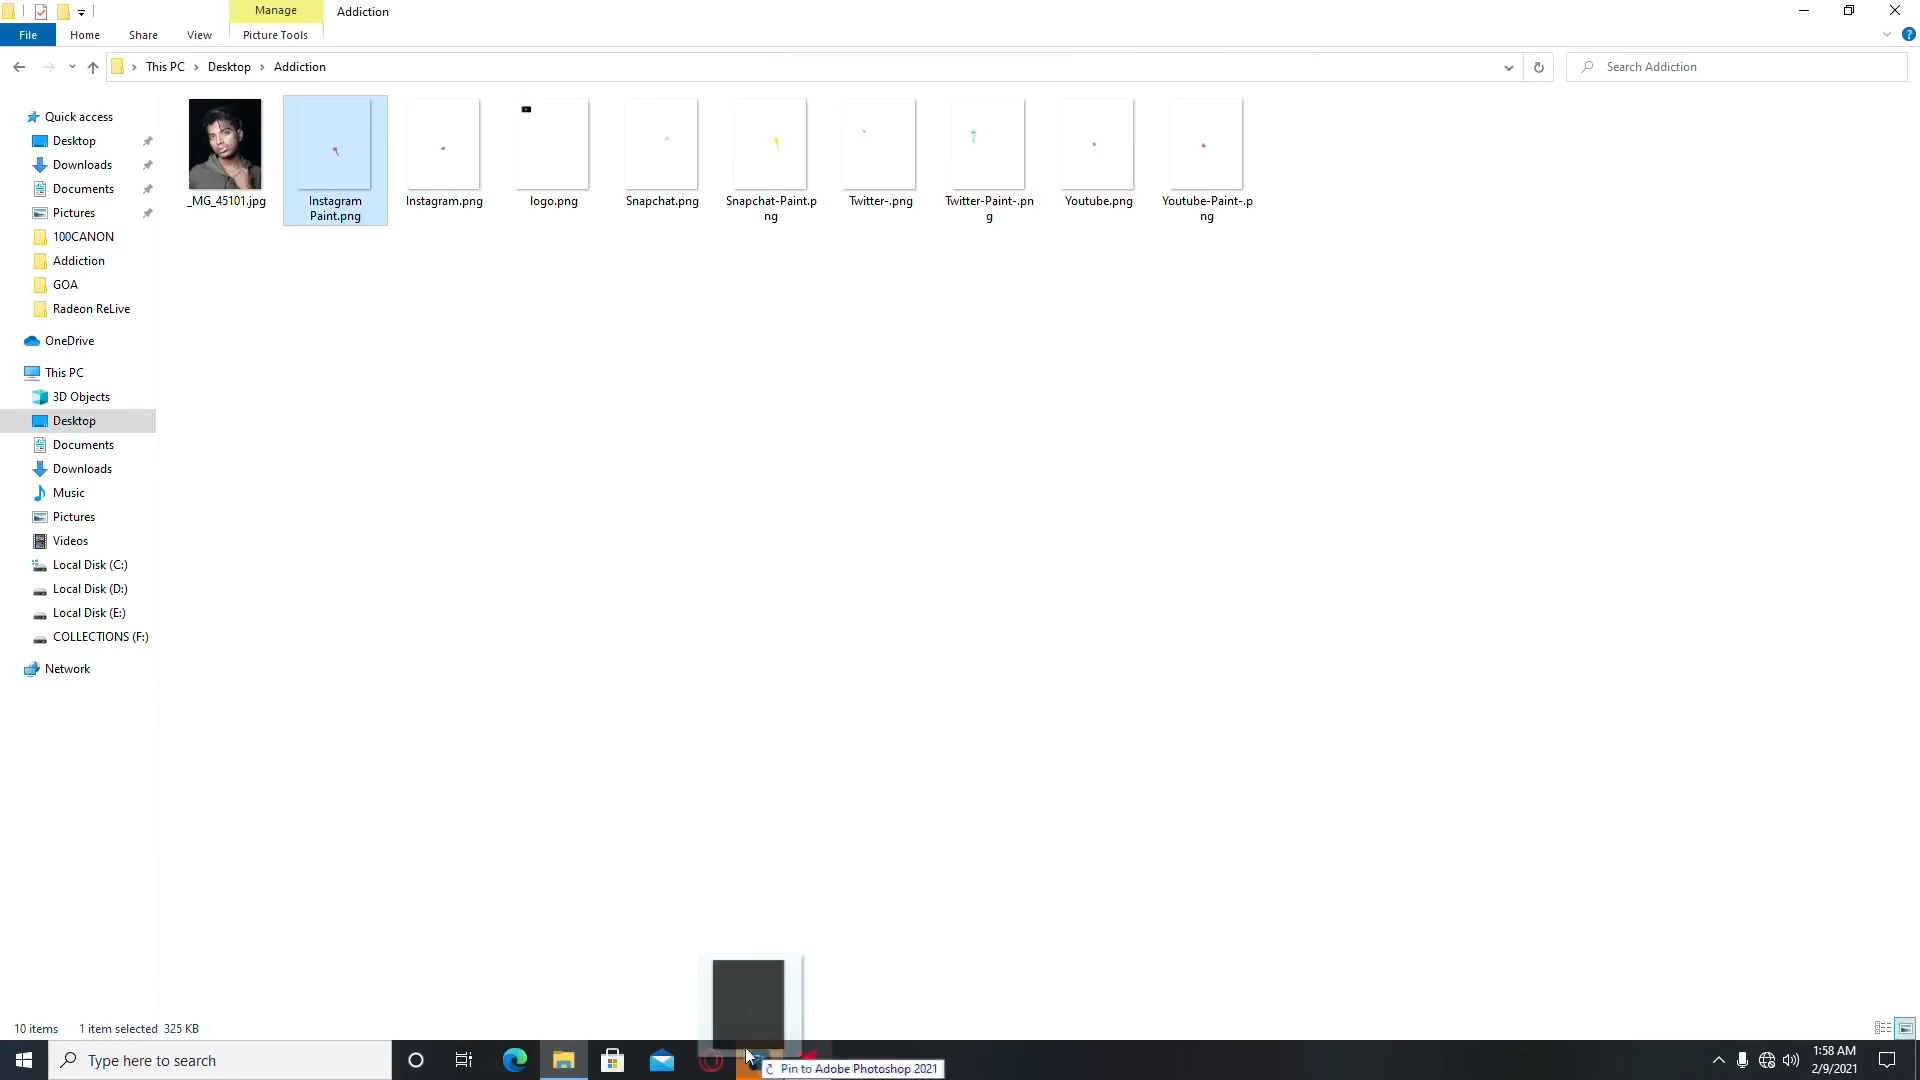 Manage
Addiction
File
Home
Share
View
Picture Tools
This PC
Desktop
Addiction
Search Addiction
Quick access
Desktop
Downloads
Documents
Pictures
100CANON
Addiction
GOA
Radeon ReLive
OneDrive
This PC
3D Objects
Desktop
Documents
Downloads
Music
Pictures
Videos
Local Disk (C:)
Local Disk (D:)
Local Disk (E:)
COLLECTIONS (F:)
Network
_MG_45101.jpg
Instagram
Paint.png
Instagram.png
logo.png
Snapchat.png
Snapchat-Paint.p
ng
Twitter-.png
Twitter-Paint-.pn
g
Youtube.png
Youtube-Paint-.p
ng
10 items
1 item selected 325 KB
Type here to search
Pin to Adobe Photoshop 2021
1:58 AM
2/9/2021